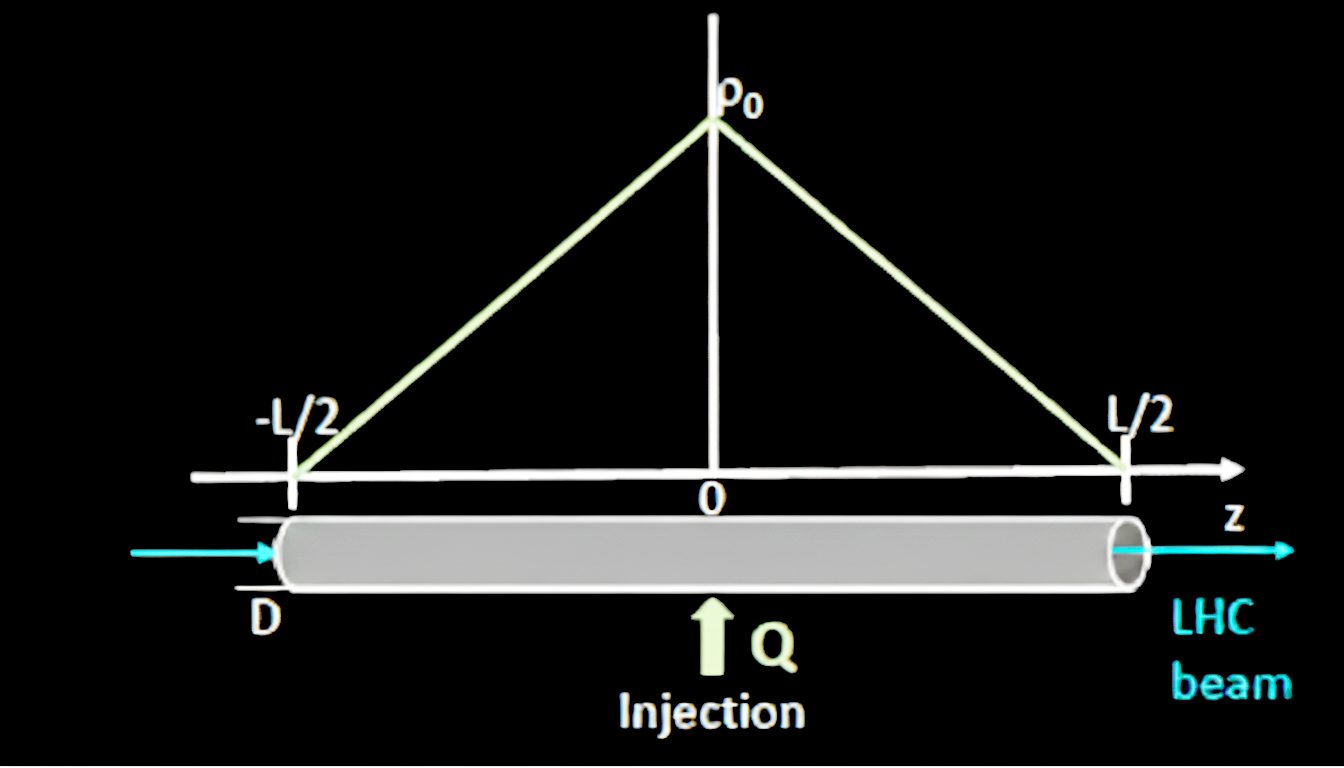 ρ₀
-L/2
L/2
0
z
D
Q
Injection
LHC
beam